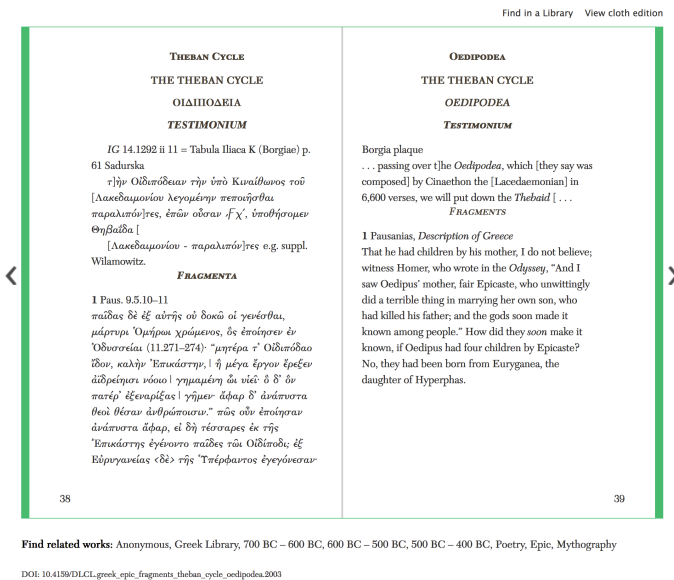 Find in a Library View cloth edition
THEBAN CYCLE
THE THEBAN CYCLE
ΟΙΔΙΠΟΔΕΙΑ
TESTIMONIUM
IG 14.1292 ii 11 = Tabula Iliaca K (Borgiae) p.
61 Sadurska
τ]ὴν Οἰδιπόδειαν τὴν ὑπὸ Κιναίθωνος τοῦ
[Λακεδαιμονίου λεγομένην πεποιῆσθαι
παραλιπόν]τες, ἐπῶν οὖσαν ͵Ϝχ´, ὑποθήσομεν
Θηβαΐδα [
[Λακεδαιμονίου - παραλιπόν]τες e.g. suppl.
Wilamowitz.
FRAGMENTA
1 Paus. 9.5.10–11
παῖδας δὲ ἐξ αὐτῆς οὐ δοκῶ οἱ γενέσθαι,
μάρτυρι Ὁμήρωι χρώμενος, ὃς ἐποίησεν ἐν
Ὀδυσσείαι (11.271–274)· “μητέρα τ’ Οἰδιπόδαο
ἴδον, καλὴν Ἐπικάστην, | ἣ μέγα ἔργον ἔρεξεν
ἀϊδρείηισι νόοιο | γημαμένη ὧι υἱεῖ· ὃ δ’ ὃν
πατέρ’ ἐξεναρίξας | γῆμεν· ἄφαρ δ’ ἀνάπυστα
θεοὶ θέσαν ἀνθρώποισιν.” πῶς οὖν ἐποίησαν
ἀνάπυστα ἄφαρ, εἰ δὴ τέσσαρες ἐκ τῆς
Ἐπικάστης ἐγένοντο παῖδες τῶι Οἰδίποδι; ἐξ
Εὐρυγανείας <δὲ> τῆς Ὑπέρφαντος ἐγεγόνεσαν·
38
OEDIPODEA
THE THEBAN CYCLE
OEDIPODEA
TESTIMONIUM
Borgia plaque
. . . passing over t]he Oedipodea, which [they say was
composed] by Cinaethon the [Lacedaemonian] in
6,600 verses, we will put down the Thebaid [ . . .
FRAGMENTS
1 Pausanias, Description of Greece
That he had children by his mother, I do not believe;
witness Homer, who wrote in the Odyssey, “And I
saw Oedipus’ mother, fair Epicaste, who unwittingly
did a terrible thing in marrying her own son, who
had killed his father; and the gods soon made it
known among people.” How did they soon make it
known, if Oedipus had four children by Epicaste?
No, they had been born from Euryganea, the
daughter of Hyperphas.
39
Find related works: Anonymous, Greek Library, 700 BC – 600 BC, 600 BC – 500 BC, 500 BC – 400 BC, Poetry, Epic, Mythography
DOI: 10.4159/DLCL.greek_epic_fragments_theban_cycle_oedipodea.2003